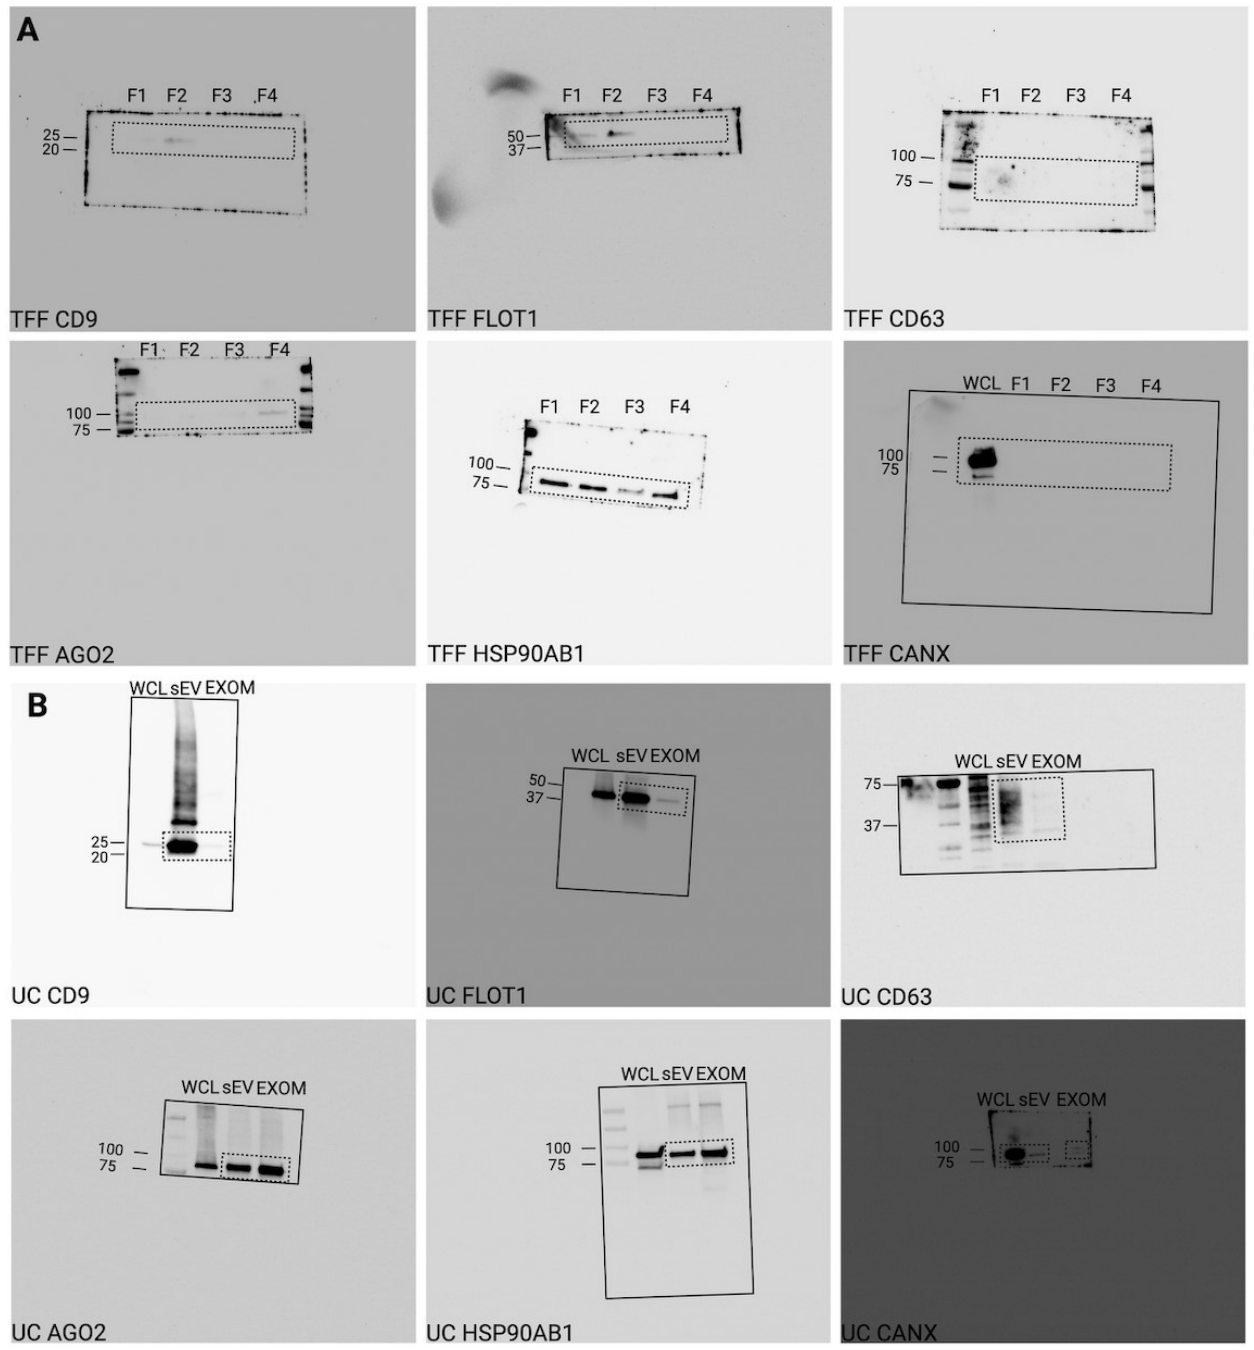 A
F1 F2 F3 F4
25
20
TFF CD9
F1 F2 F3 F4
50
37
TFF FLOT1
F1 F2 F3 F4
100
75
TFF CD63
F1 F2 F3 F4
100
75
TFF AGO2
F1 F2 F3 F4
100
75
TFF HSP90AB1
WCL F1 F2 F3 F4
100
75
TFF CANX
B
WCL sEV EXOM
25
20
UC CD9
WCL sEV EXOM
50
37
UC FLOT1
WCL sEV EXOM
75
37
UC CD63
WCL sEV EXOM
100
75
UC AGO2
WCL sEV EXOM
100
75
UC HSP90AB1
WCL sEV EXOM
100
75
UC CANX